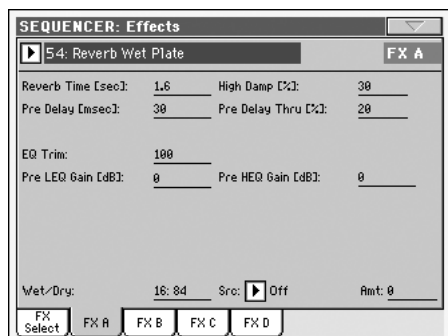 SEQUENCER: Effects
54: Reverb Wet Plate FX A
Reverb Time [sec]: 1.6 High Damp [%]: 30
Pre Delay [msec]: 30 Pre Delay Thru [%]: 20
EQ Trim: 100
Pre LEQ Gain [dB]: 0 Pre HEQ Gain [dB]: 0
Wet/Dry: 16: 84 Src: Off Amt: 0
FX Select FX A FX B FX C FX D